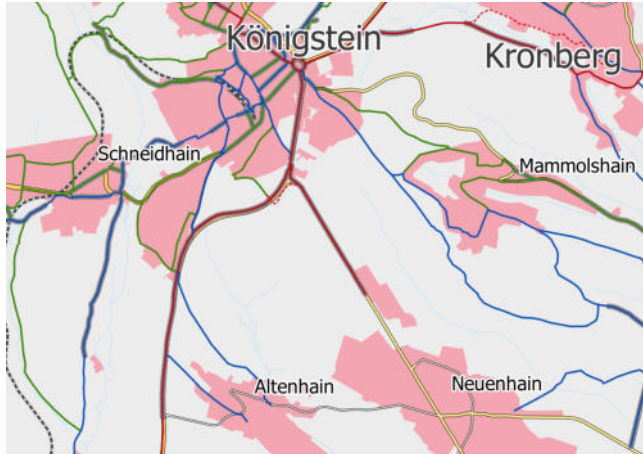 Königstein
Kronberg
Schneidhain
Mammolshain
Altenhain
Neuenhain